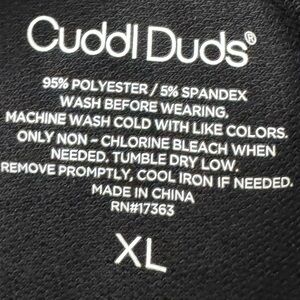 Cuddl Duds®
95% POLYESTER / 5% SPANDEX
WASH BEFORE WEARING.
MACHINE WASH COLD WITH LIKE COLORS.
ONLY NON - CHLORINE BLEACH WHEN
NEEDED. TUMBLE DRY LOW.
REMOVE PROMPTLY, COOL IRON IF NEEDED.
MADE IN CHINA
RN#17363
XL